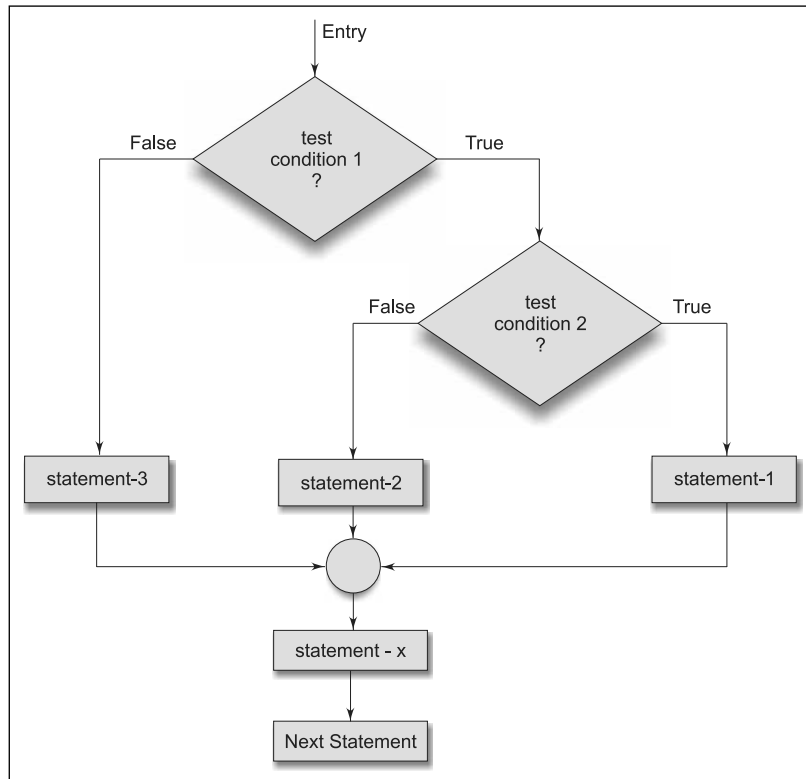 Entry
False
test
condition 1
?
True
False
test
condition 2
?
True
statement-3
statement-2
statement-1
statement - x
Next Statement